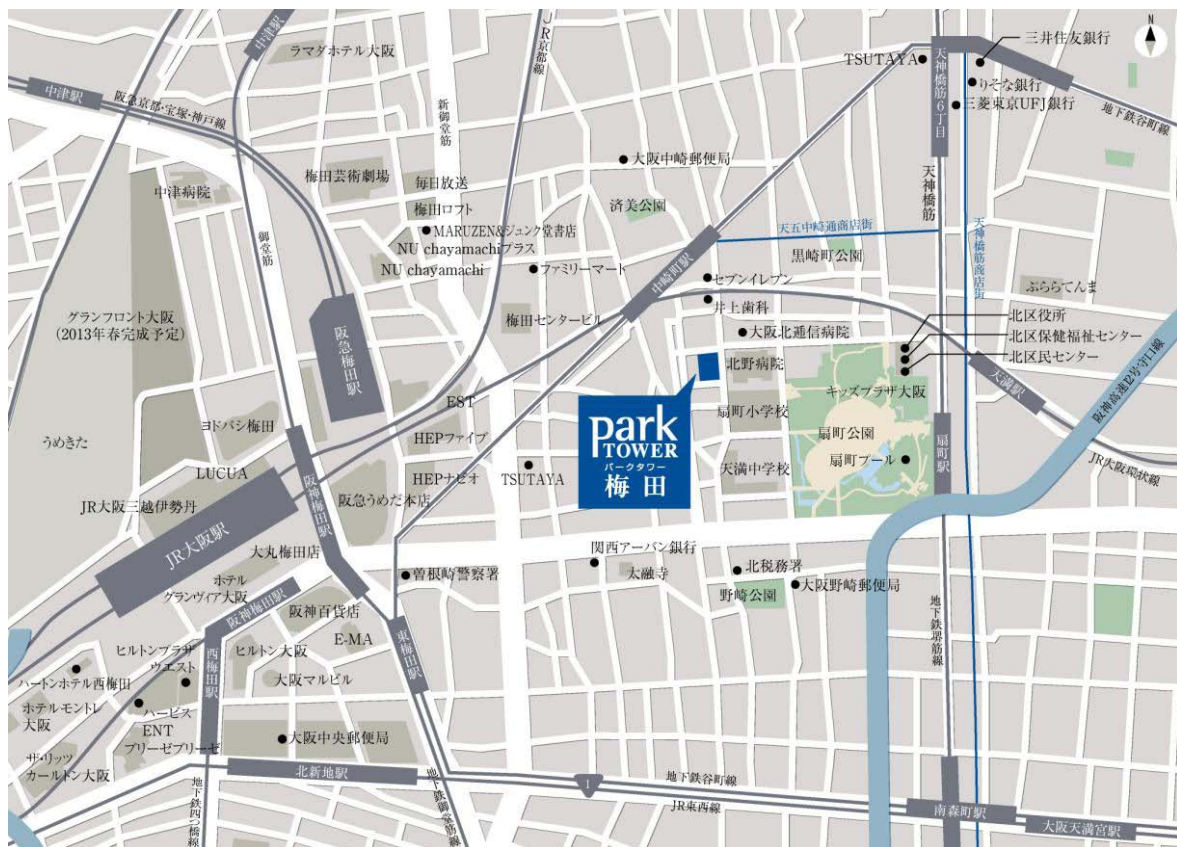 N
中津駅
ラマダホテル大阪
JR京都線
TSUTAYA
天神橋筋6丁目
三井住友銀行
りそな銀行
三菱東京UFJ銀行
地下鉄谷町線
中津駅
阪急京都・宝塚・神戸線
新御堂筋
大阪中崎郵便局
中津病院
梅田芸術劇場
毎日放送
梅田ロフト
済美公園
天神橋筋
MARUZEN&ジュンク堂書店
NU chayamachiプラス
NU chayamachi
御堂筋
天五中崎通商店街
天神橋筋商店街
黒崎町公園
中崎町駅
ファミリーマート
セブンイレブン
ぷららてんま
井上歯科
グランフロント大阪
(2013年春完成予定)
阪急梅田駅
梅田センタービル
大阪北逓信病院
北区役所
北区保健福祉センター
北区民センター
北野病院
天満駅
阪神高速12号守口線
キッズプラザ大阪
EST
park
TOWER
パークタワー
梅田
扇町小学校
扇町公園
扇町駅
うめきた
ヨドバシ梅田
HEPファイブ
LUCUA
HEPナビオ
TSUTAYA
天満中学校
扇町プール
JR大阪環状線
阪神梅田駅
JR大阪三越伊勢丹
阪急うめだ本店
JR大阪駅
大丸梅田店
関西アーバン銀行
ホテル
グランヴィア大阪
曽根崎警察署
太融寺
北税務署
野崎公園
大阪野崎郵便局
阪神梅田駅
阪神百貨店
E-MA
東梅田駅
地下鉄堺筋線
ヒルトンプラザ
ウエスト
西梅田駅
ヒルトン大阪
大阪マルビル
ハートンホテル西梅田
ホテルモントレ
大阪
ハービス
ENT
ブリーゼブリーゼ
大阪中央郵便局
ザ・リッツ
カールトン大阪
北新地駅
地下鉄四つ橋線
地下鉄御堂筋線
1
地下鉄谷町線
JR東西線
南森町駅
大阪天満宮駅